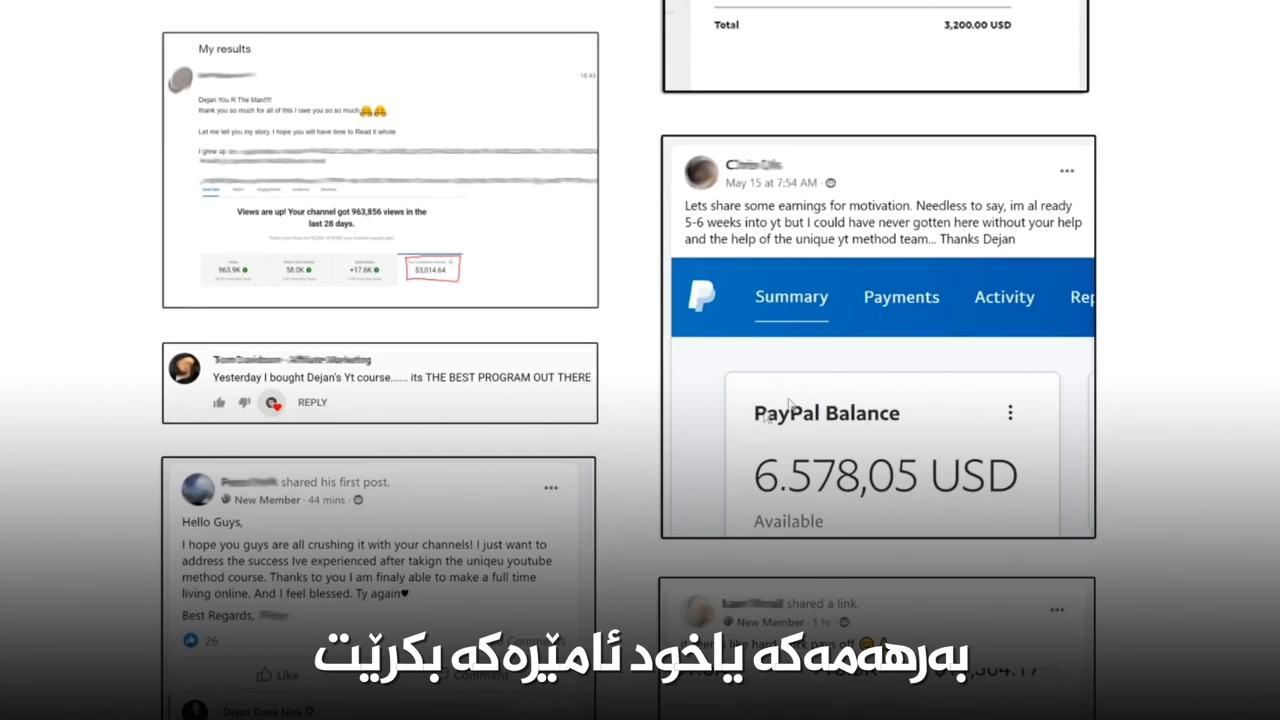 Total 3,200.00 USD
My results
18:43
Dejan You R The Man!!!!
thank you so much for all of this I owe you so so much
Let me tell you my story, I hope you will have time to Read it whole
I grew up
Views are up! Your channel got 963,856 views in the
last 28 days.
963.9K 58.0K +17.6K $3,014.64
Yesterday I bought Dejan's Yt course...... its THE BEST PROGRAM OUT THERE
REPLY
shared his first post.
New Member · 44 mins ·
Hello Guys,
I hope you guys are all crushing it with your channels! I just want to
address the success Ive experienced after takign the uniqeu youtube
method course. Thanks to you I am finaly able to make a full time
living online. And I feel blessed. Ty again♥
Best Regards,
26
Like Comment
Dejan Dave Nick
May 15 at 7:54 AM ·
Lets share some earnings for motivation. Needless to say, im al ready
5-6 weeks into yt but I could have never gotten here without your help
and the help of the unique yt method team... Thanks Dejan
Summary Payments Activity Rep
PayPal Balance
6.578,05 USD
Available
shared a link.
New Member · 1 hr ·
بەرهەمەکە یاخود ئامێرەکە بکرێت